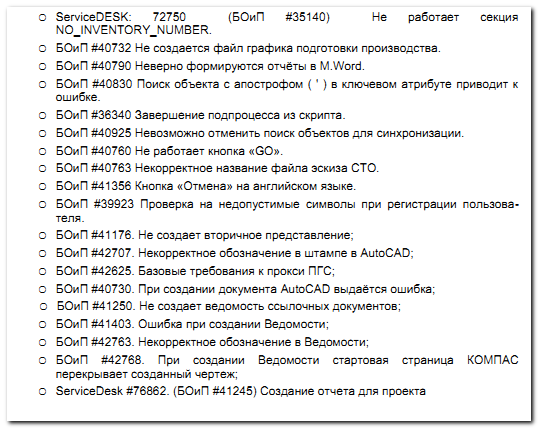 ServiceDESK: 72750 (БОиП #35140) Не работает секция
NO_INVENTORY_NUMBER.
БОиП #40732 Не создается файл графика подготовки производства.
БОиП #40790 Неверно формируются отчёты в M.Word.
БОиП #40830 Поиск объекта с апострофом ( ' ) в ключевом атрибуте приводит к
ошибке.
БОиП #36340 Завершение подпроцесса из скрипта.
БОиП #40925 Невозможно отменить поиск объектов для синхронизации.
БОиП #40760 Не работает кнопка «GO».
БОиП #40763 Некорректное название файла эскиза СТО.
БОиП #41356 Кнопка «Отмена» на английском языке.
БОиП #39923 Проверка на недопустимые символы при регистрации пользова-
теля.
БОиП #41176. Не создает вторичное представление;
БОиП #42707. Некорректное обозначение в штампе в AutoCAD;
БОиП #42625. Базовые требования к прокси ПГС;
БОиП #40730. При создании документа AutoCAD выдаётся ошибка;
БОиП #41250. Не создает ведомость ссылочных документов;
БОиП #41403. Ошибка при создании Ведомости;
БОиП #42763. Некорректное обозначение в Ведомости;
БОиП #42768. При создании Ведомости стартовая страница КОМПАС
перекрывает созданный чертеж;
ServiceDesk #76862. (БОиП #41245) Создание отчета для проекта